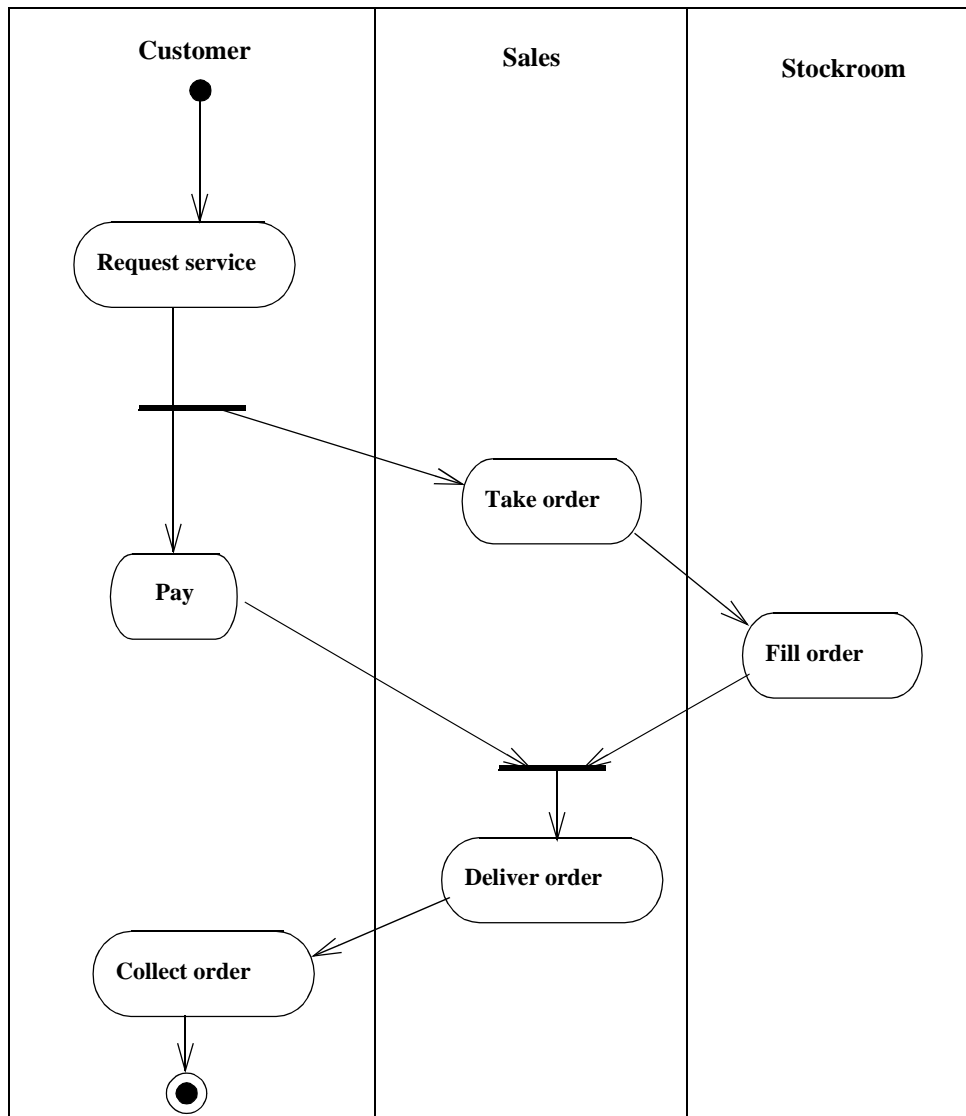 Customer
Sales
Stockroom
Request service
Take order
Pay
Fill order
Deliver order
Collect order